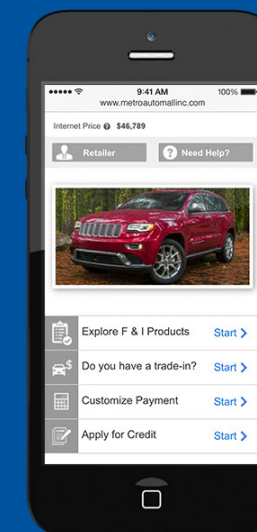 9:41 AM 100%
www.metroautomallinc.com
Internet Price ? $46,789
Retailer ? Need Help?
Explore F & I Products Start >
$ Do you have a trade-in? Start >
Customize Payment Start >
Apply for Credit Start >